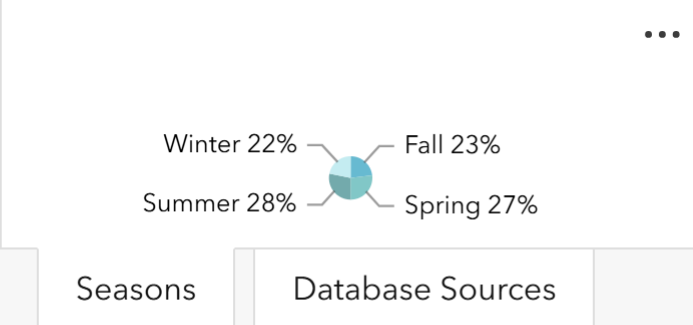 Winter 22%
Fall 23%
Summer 28%
Spring 27%
Seasons
Database Sources